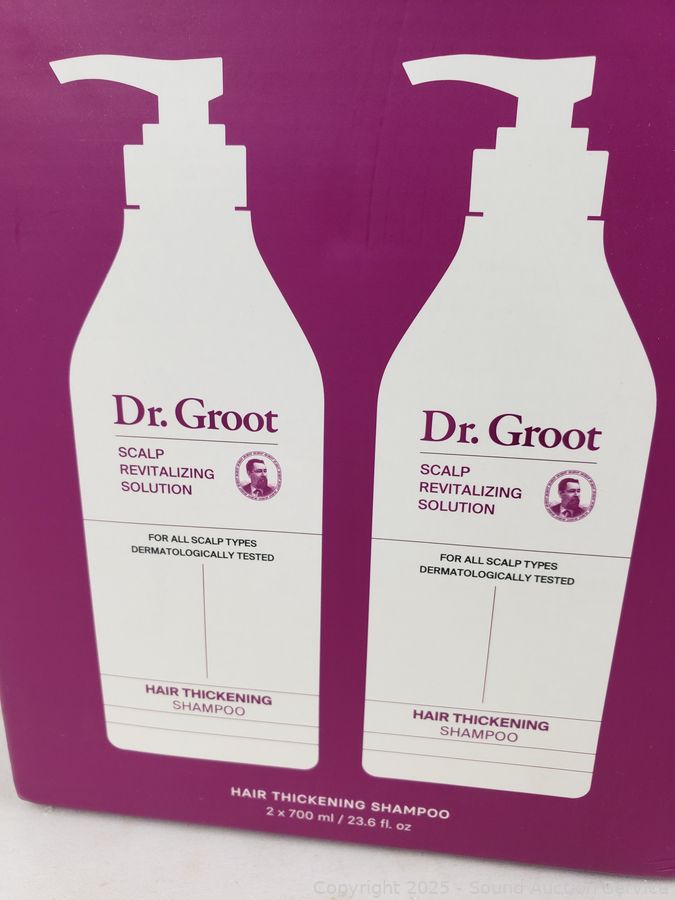 Dr. Groot
SCALP
REVITALIZING
SOLUTION
FOR ALL SCALP TYPES
DERMATOLOGICALLY TESTED
HAIR THICKENING
SHAMPOO
Dr. Groot
SCALP
REVITALIZING
SOLUTION
FOR ALL SCALP TYPES
DERMATOLOGICALLY TESTED
HAIR THICKENING
SHAMPOO
HAIR THICKENING SHAMPOO
2 x 700 ml / 23.6 fl. oz
Copyright 2025 - Sound Auction Service